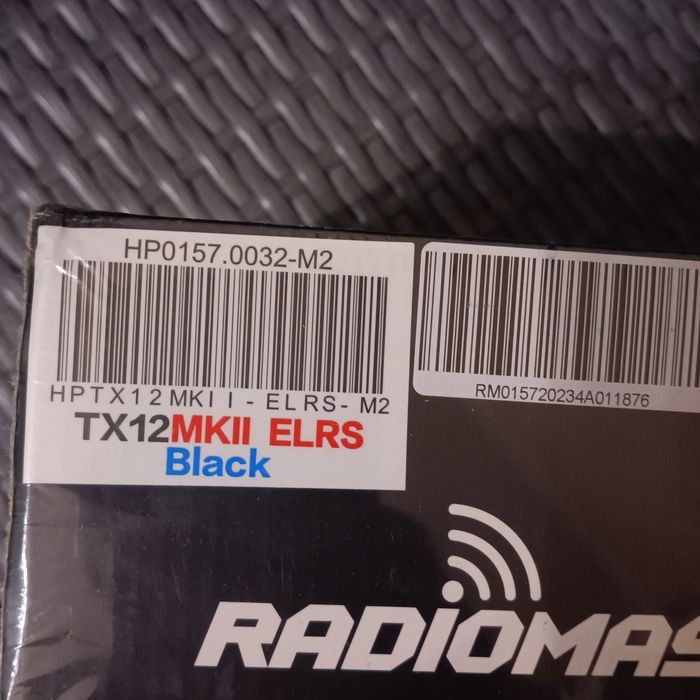 HP0157.0032-M2
HPTX12MKII-ELRS-M2
TX12MKII ELRS
Black
RM015720234A011876
RADIOMAS